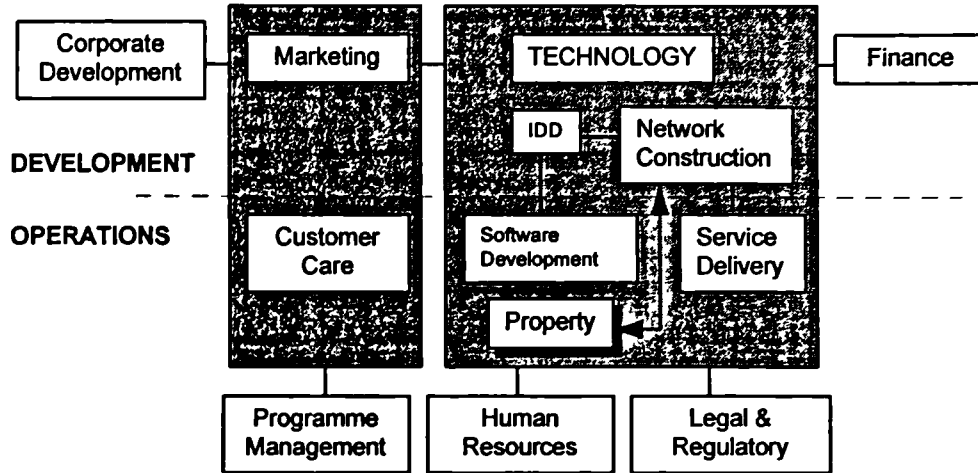 Corporate
Development
Marketing
TECHNOLOGY
Finance
IDD
Network
Construction
DEVELOPMENT
OPERATIONS
Customer
Care
Software
Development
Service
Delivery
Property
Programme
Management
Human
Resources
Legal &
Regulatory